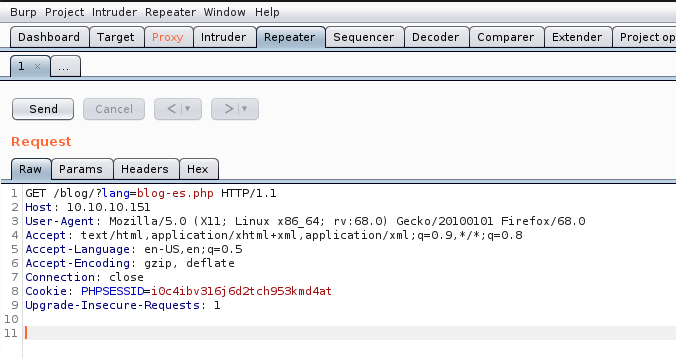 Burp Project Intruder Repeater Window Help
Dashboard Target Proxy Intruder Repeater Sequencer Decoder Comparer Extender Project op
1 × ...
Send Cancel < ▼ > ▼
Request
Raw Params Headers Hex
1 GET /blog/?lang=blog-es.php HTTP/1.1
2 Host: 10.10.10.151
3 User-Agent: Mozilla/5.0 (X11; Linux x86_64; rv:68.0) Gecko/20100101 Firefox/68.0
4 Accept: text/html,application/xhtml+xml,application/xml;q=0.9,*/*;q=0.8
5 Accept-Language: en-US,en;q=0.5
6 Accept-Encoding: gzip, deflate
7 Connection: close
8 Cookie: PHPSESSID=i0c4ibv316j6d2tch953kmd4at
9 Upgrade-Insecure-Requests: 1
10
11